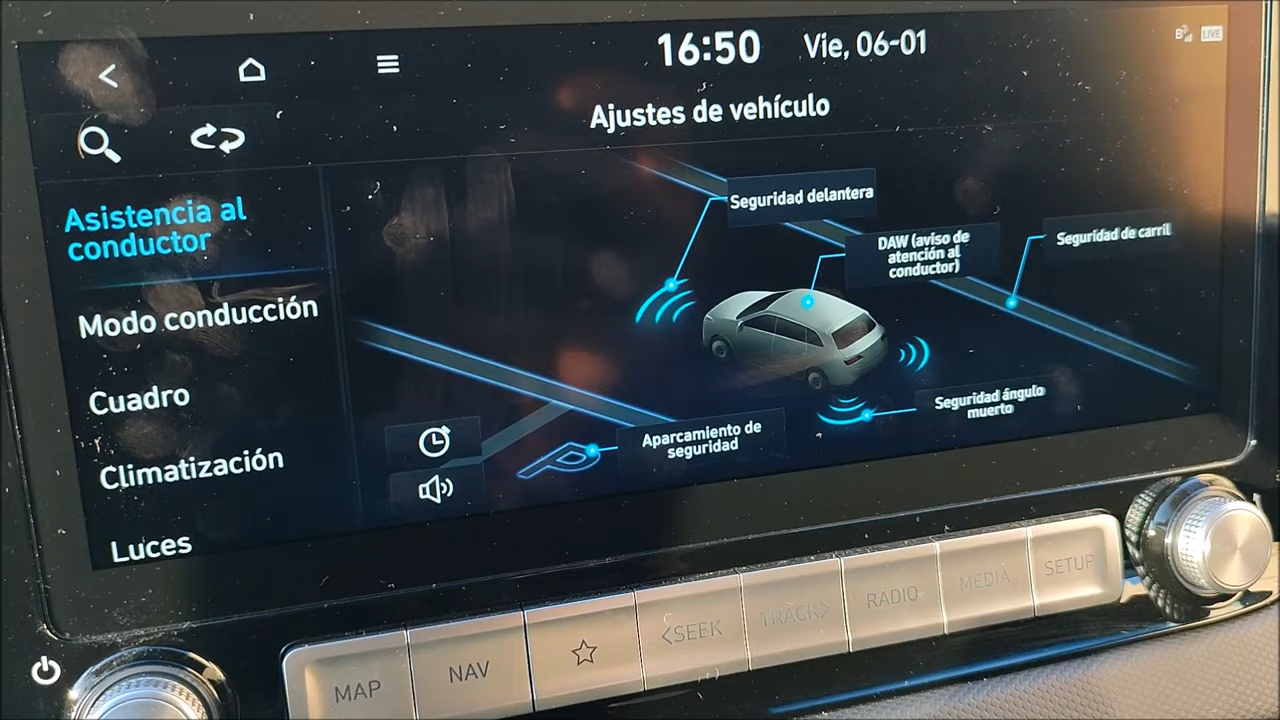 16:50
Vie, 06-01
LIVE
Ajustes de vehículo
Asistencia al
conductor
Modo conducción
Cuadro
Climatización
Luces
Seguridad delantera
DAW (aviso de
atención al
conductor)
Seguridad de carril
Seguridad ángulo
muerto
Aparcamiento de
seguridad
MAP
NAV
<SEEK
TRACK>
RADIO
MEDIA
SETUP